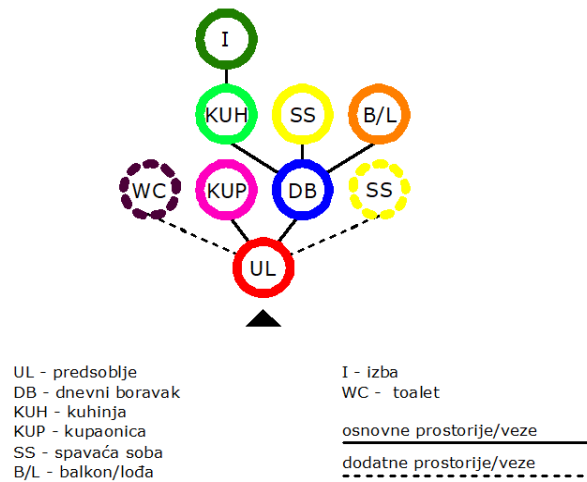 I
KUH SS B/L
WC KUP DB SS
UL
UL - predsoblje
DB - dnevni boravak
KUH - kuhinja
KUP - kupaonica
SS - spavaća soba
B/L - balkon/lođa
I - izba
WC - toalet
osnovne prostorije/veze
dodatne prostorije/veze